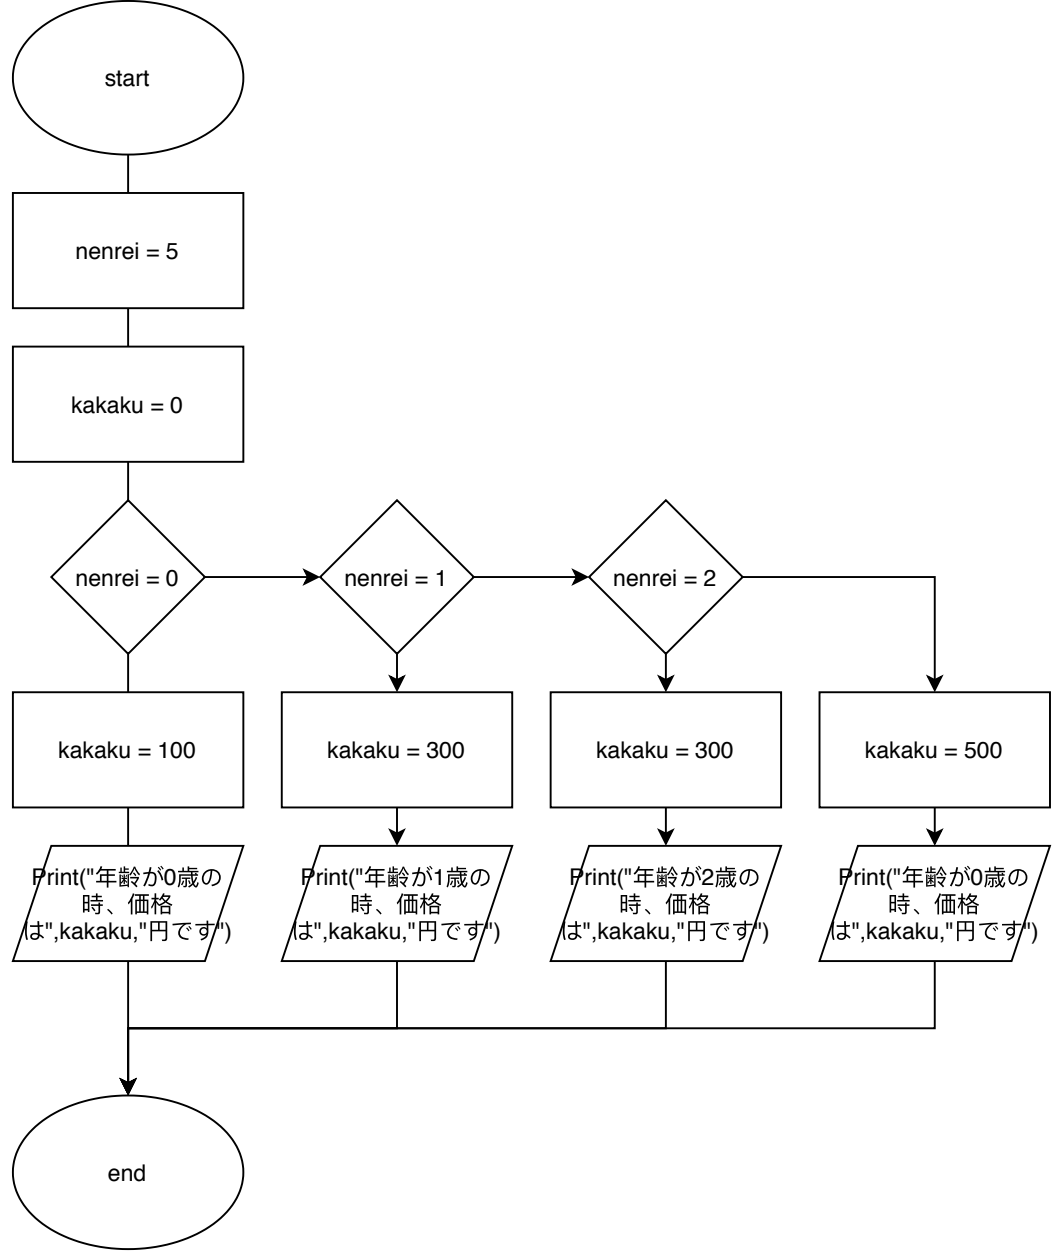 start
nenrei = 5
kakaku = 0
nenrei = 0
nenrei = 1
nenrei = 2
kakaku = 100
kakaku = 300
kakaku = 300
kakaku = 500
Print("年齢が0歳の
時、価格
は",kakaku,"円です")
Print("年齢が1歳の
時、価格
は",kakaku,"円です")
Print("年齢が2歳の
時、価格
は",kakaku,"円です")
Print("年齢が0歳の
時、価格
は",kakaku,"円です")
end